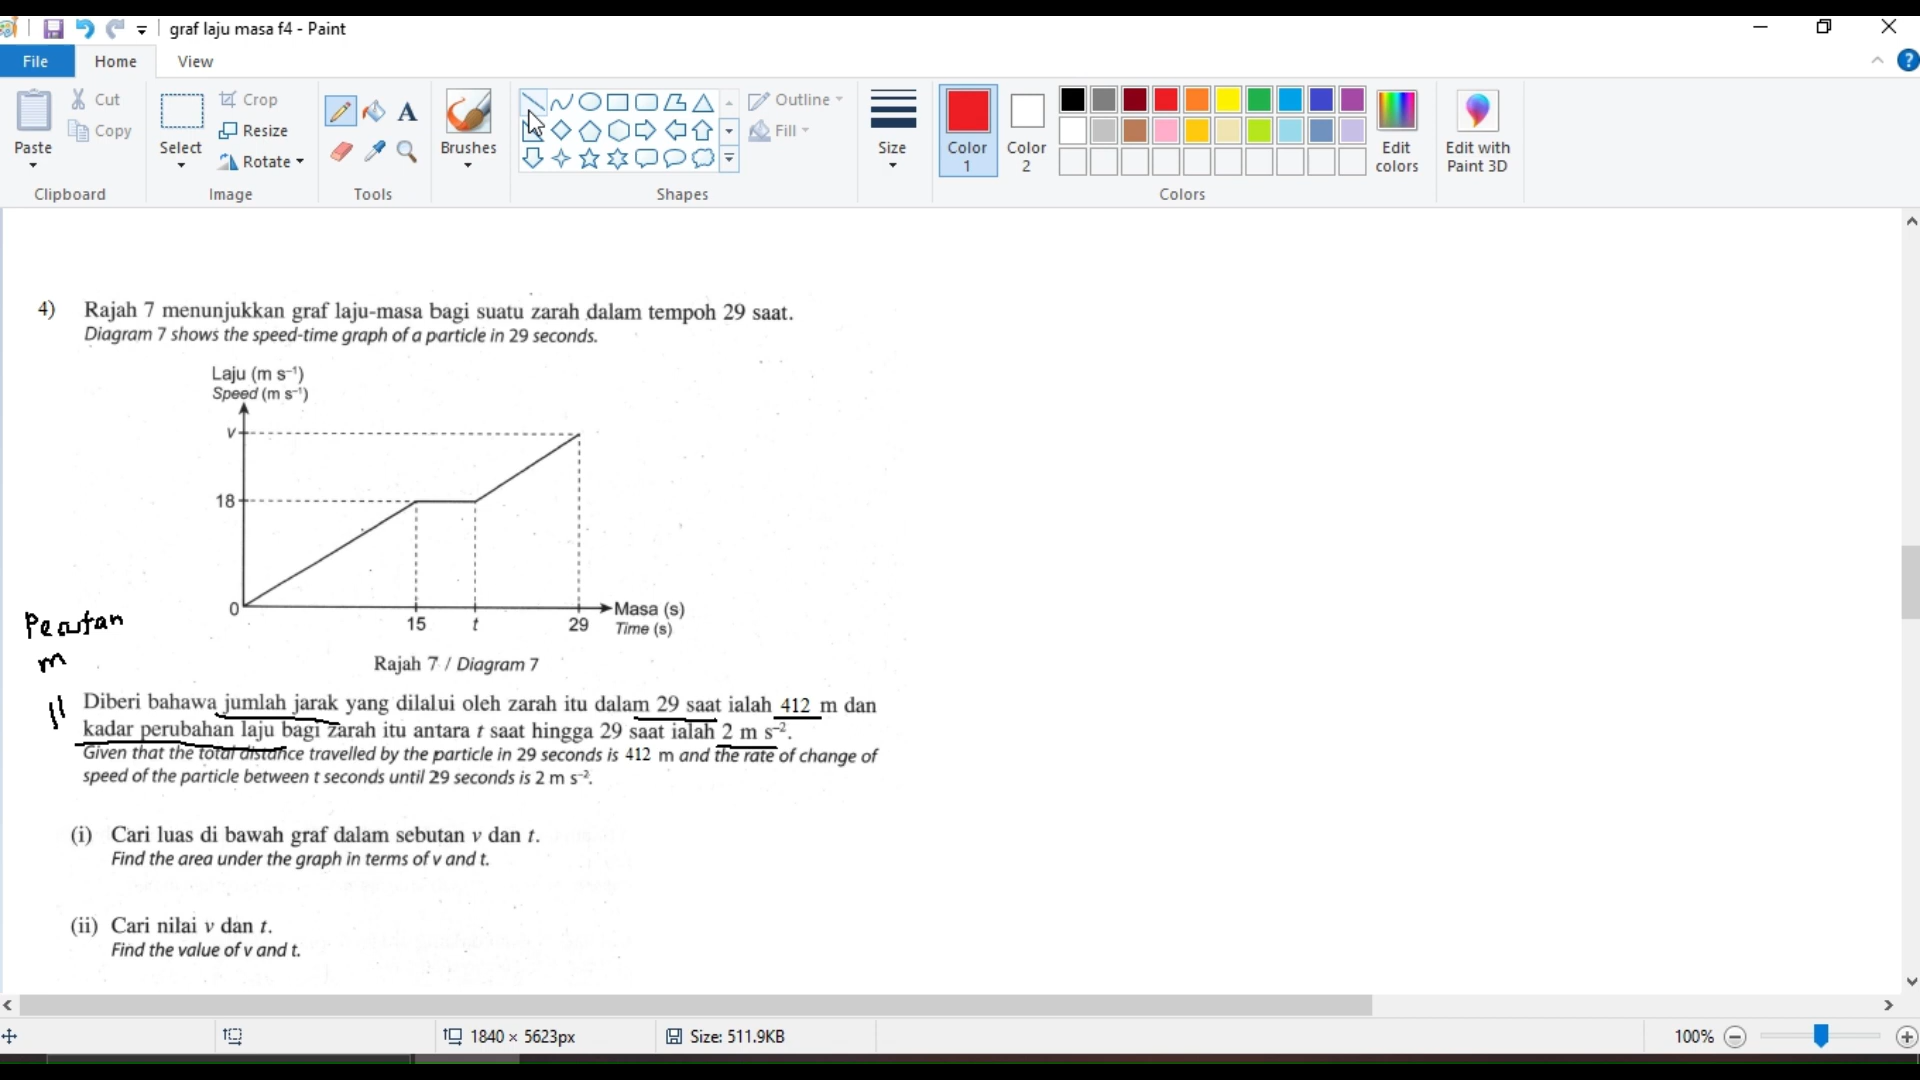 graf laju masa f4 - Paint
File Home View
Paste
Cut
Copy
Clipboard
Select
Crop
Resize
Rotate
Image
A
Tools
Brushes
Outline
Fill
Shapes
Size
Color 1
Color 2
Edit colors
Colors
Edit with Paint 3D
4) Rajah 7 menunjukkan graf laju-masa bagi suatu zarah dalam tempoh 29 saat.
Diagram 7 shows the speed-time graph of a particle in 29 seconds.
Laju (m s⁻¹)
Speed (m s⁻¹)
v
18
0
15 t 29
Masa (s)
Time (s)
Rajah 7 / Diagram 7
m
Diberi bahawa jumlah jarak yang dilalui oleh zarah itu dalam 29 saat ialah 412 m dan
kadar perubahan laju bagi zarah itu antara t saat hingga 29 saat ialah 2 m s⁻².
Given that the total distance travelled by the particle in 29 seconds is 412 m and the rate of change of
speed of the particle between t seconds until 29 seconds is 2 m s⁻².
(i) Cari luas di bawah graf dalam sebutan v dan t.
Find the area under the graph in terms of v and t.
(ii) Cari nilai v dan t.
Find the value of v and t.
1840 × 5623px
Size: 511.9KB
100%